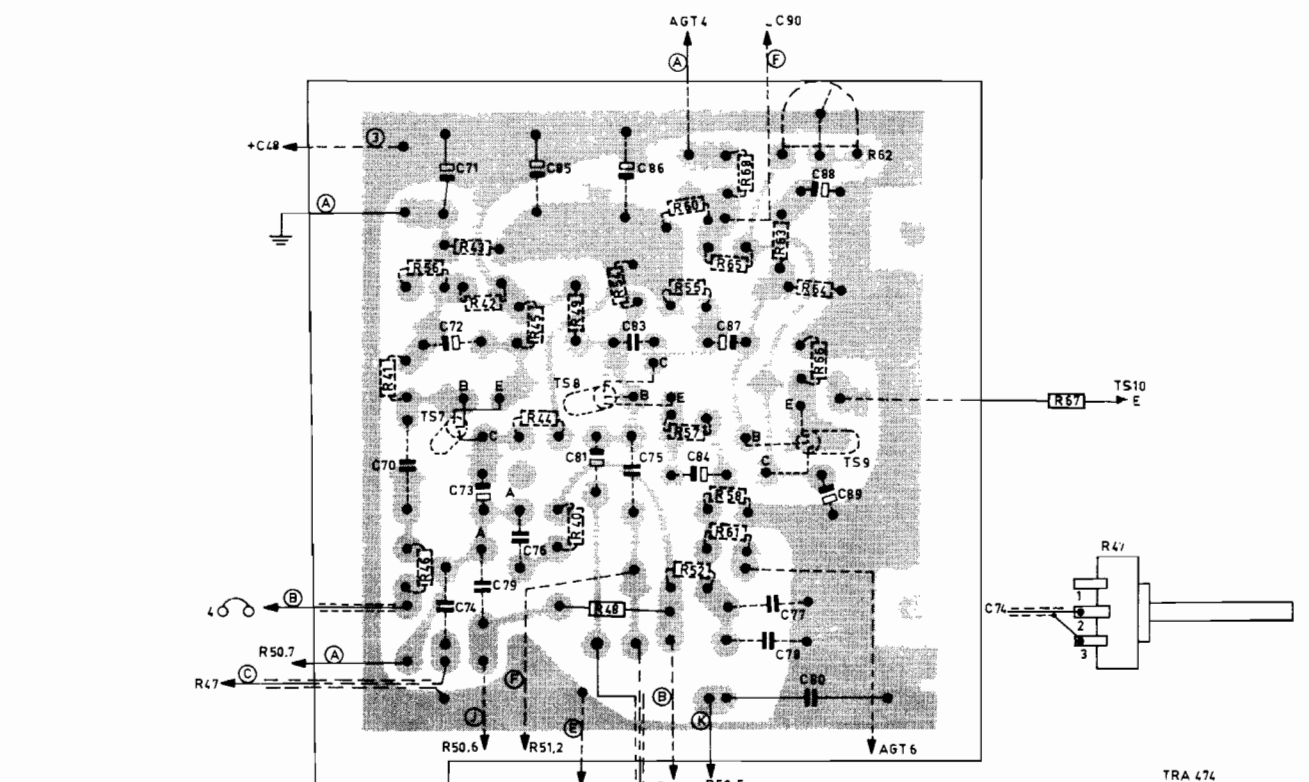 AGT4
C90
A
F
J
+C48
C71
C85
C86
R68
R62
C88
A
R60
R63
R43
R56
R65
R54
R55
R64
R42
R45
R49
C72
C83
C87
R66
R41
C
TS8
TS10
E
B
E
B
E
E
R67
TS7
R44
R57
C
B
TS9
C70
C81
C75
C84
C
C73
A
R58
C89
A
R40
R61
C76
R47
R46
R52
C79
1
4
B
C74
R48
C77
C74
2
C78
3
R50.7
A
R47
C
F
C80
B
J
E
K
R50.6
R51,2
AGT6
TRA 474